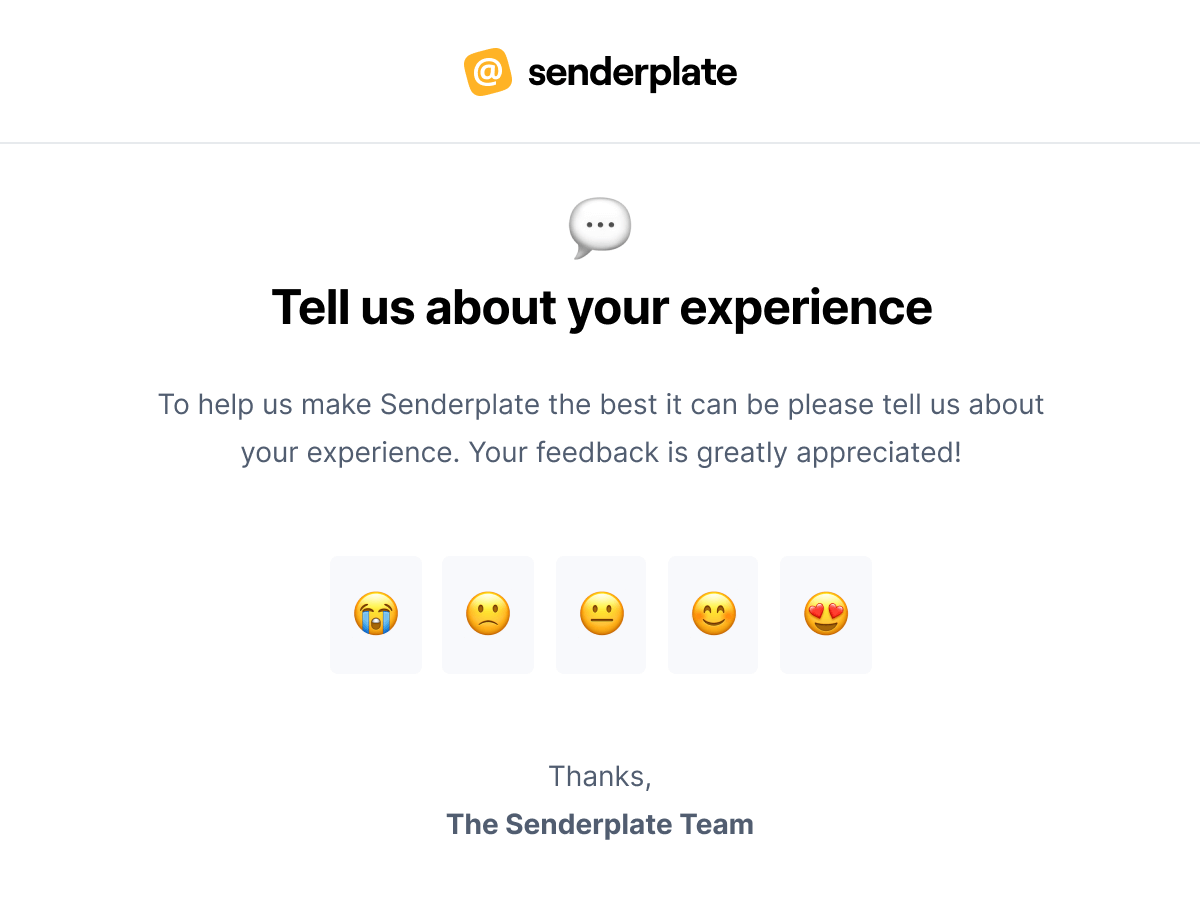 @ senderplate
Tell us about your experience
To help us make Senderplate the best it can be please tell us about
your experience. Your feedback is greatly appreciated!
Thanks,
The Senderplate Team